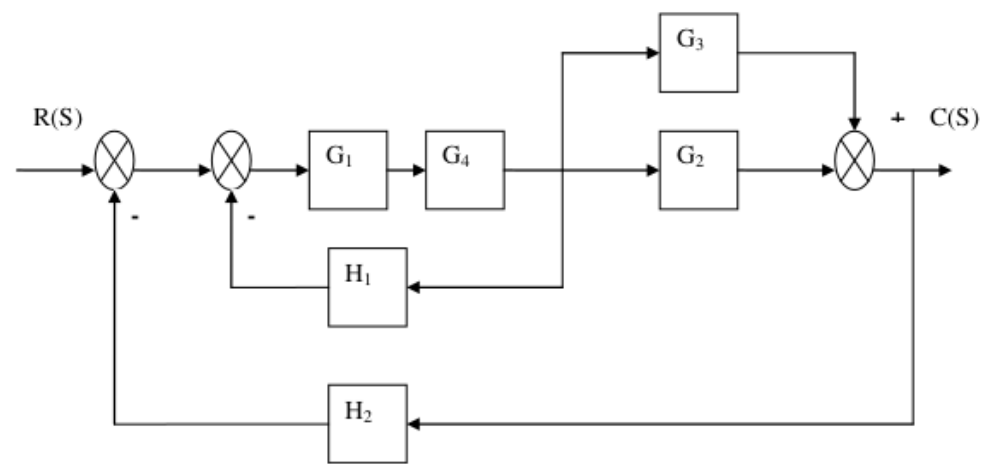 G₃
R(S)
+ C(S)
G₁
G₄
G₂
-
-
H₁
H₂